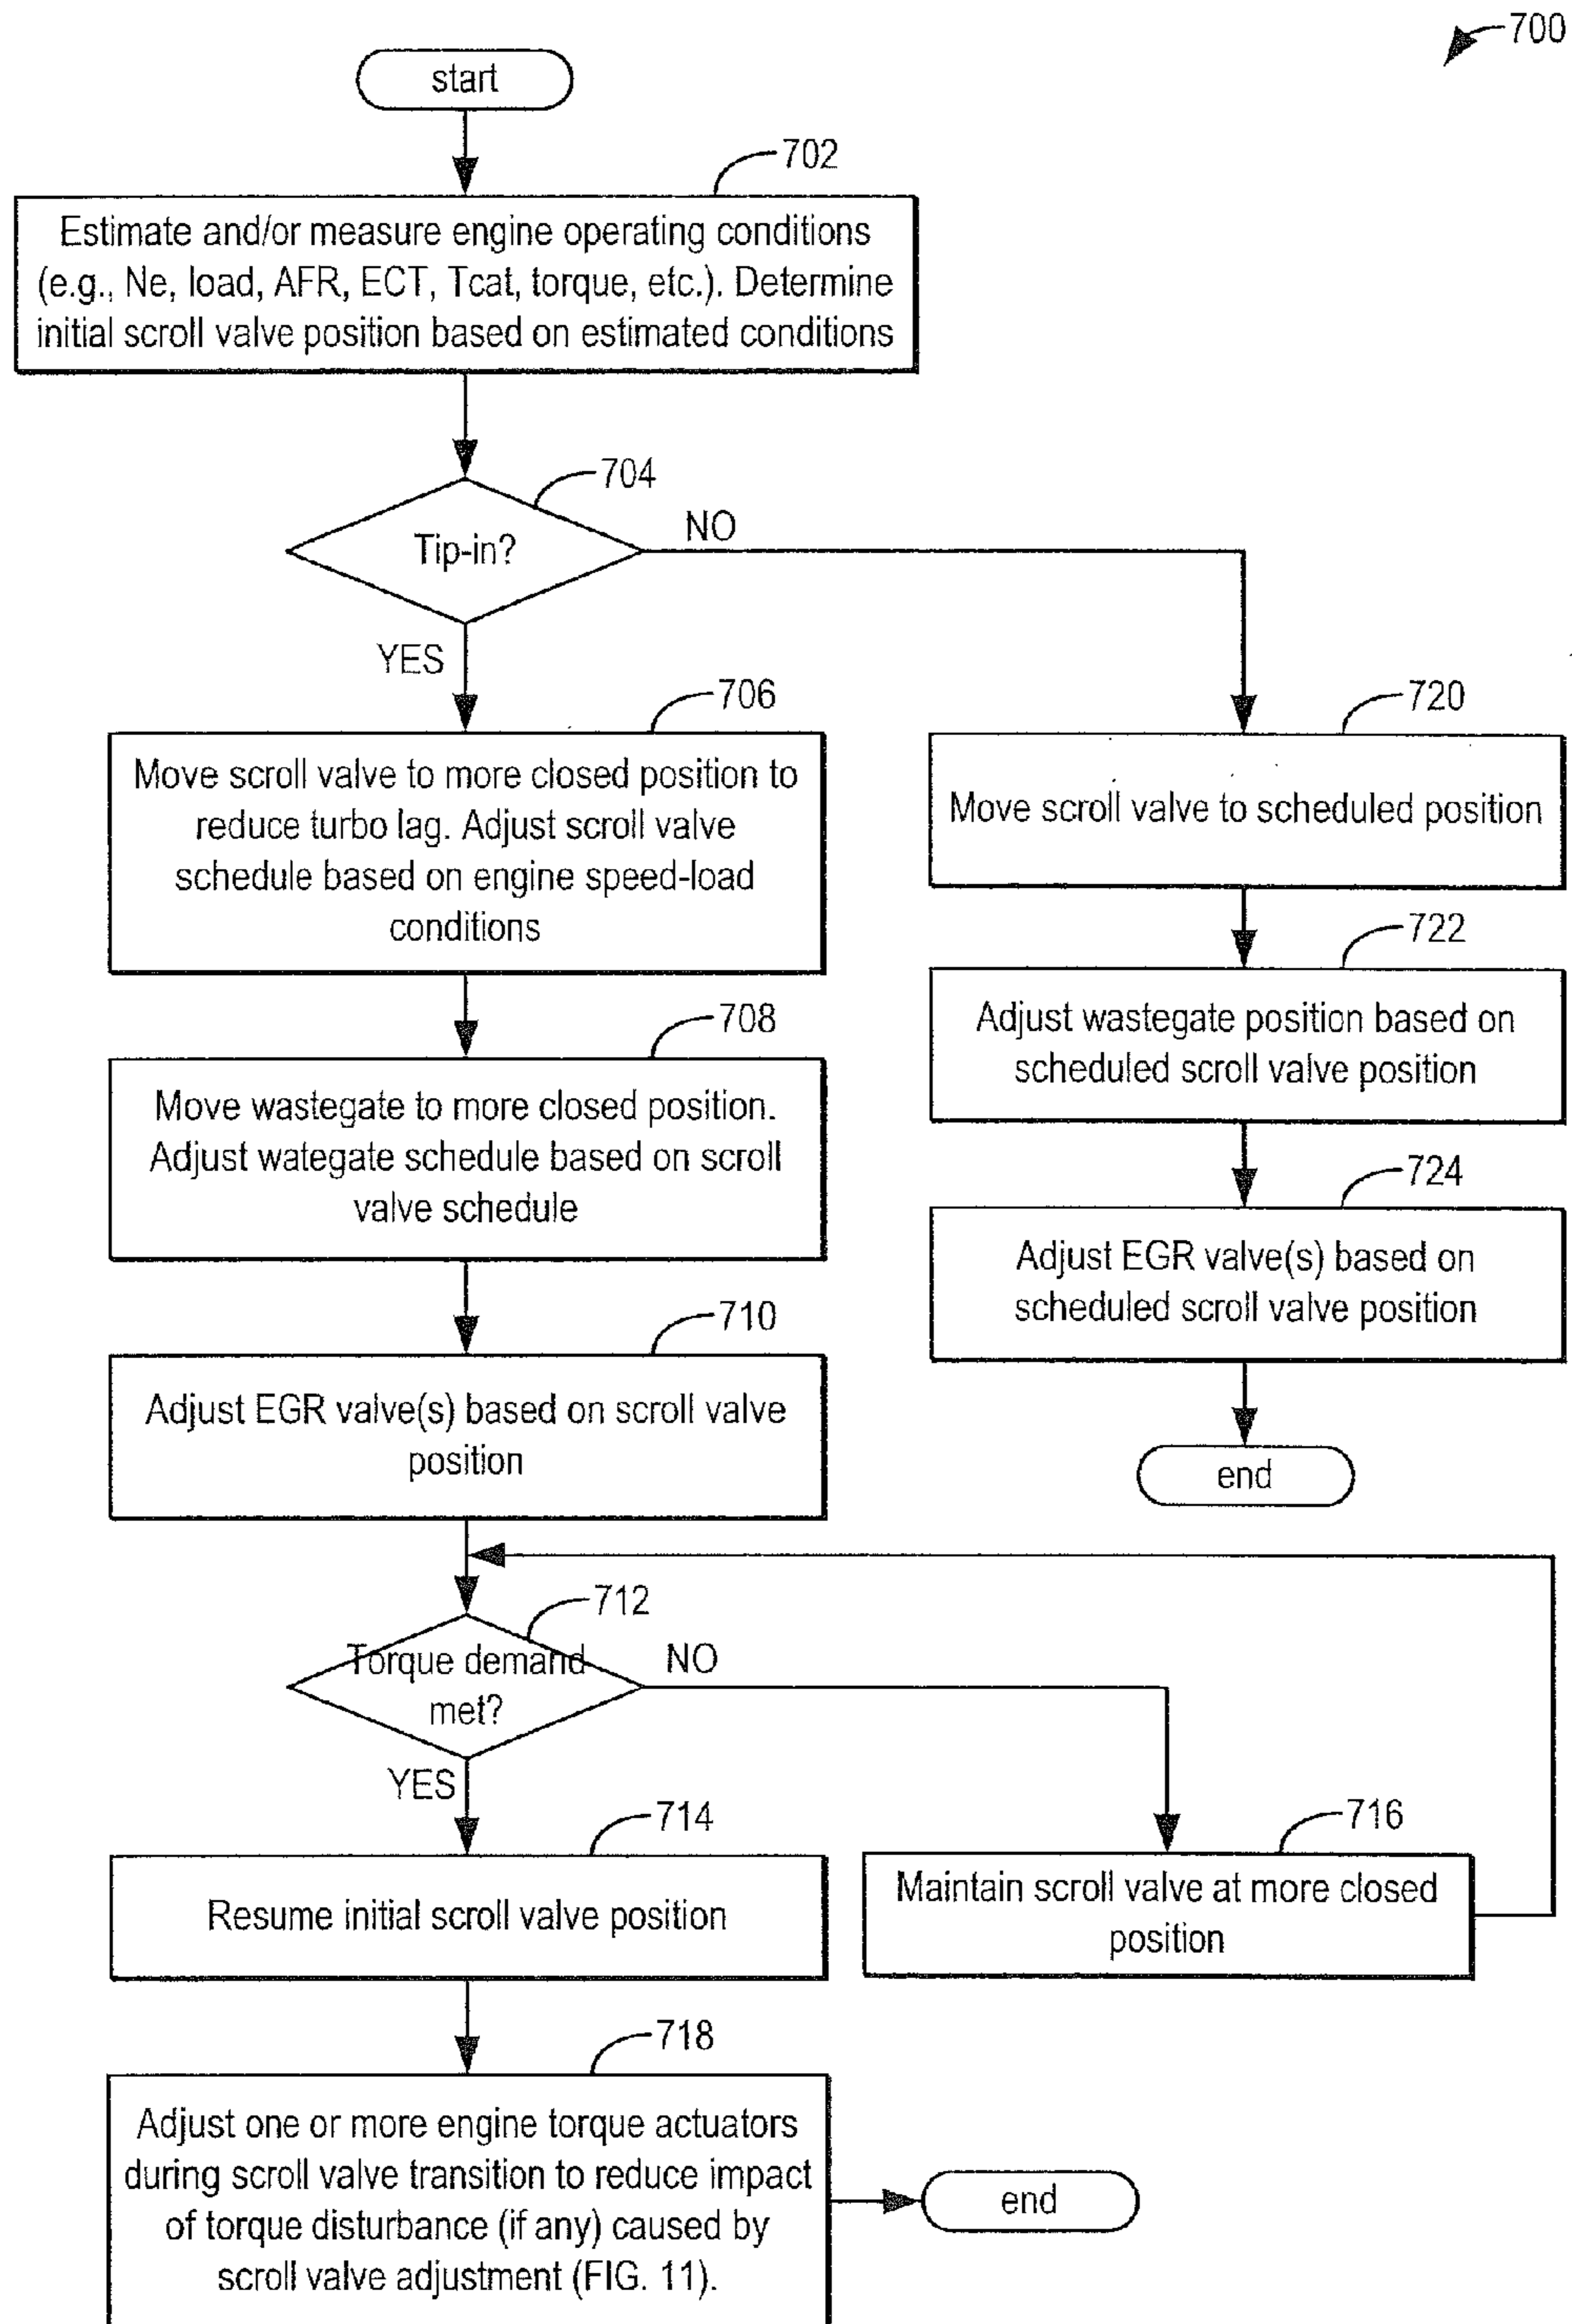 700
start
702
Estimate and/or measure engine operating conditions
(e.g., Ne, load, AFR, ECT, Tcat, torque, etc.). Determine
initial scroll valve position based on estimated conditions
704
Tip-in?
NO
YES
706
Move scroll valve to more closed position to
reduce turbo lag. Adjust scroll valve
schedule based on engine speed-load
conditions
708
Move wastegate to more closed position.
Adjust wategate schedule based on scroll
valve schedule
710
Adjust EGR valve(s) based on scroll valve
position
720
Move scroll valve to scheduled position
722
Adjust wastegate position based on
scheduled scroll valve position
724
Adjust EGR valve(s) based on
scheduled scroll valve position
end
712
Torque demand
met?
NO
YES
714
Resume initial scroll valve position
716
Maintain scroll valve at more closed
position
718
Adjust one or more engine torque actuators
during scroll valve transition to reduce impact
of torque disturbance (if any) caused by
scroll valve adjustment (FIG. 11).
end